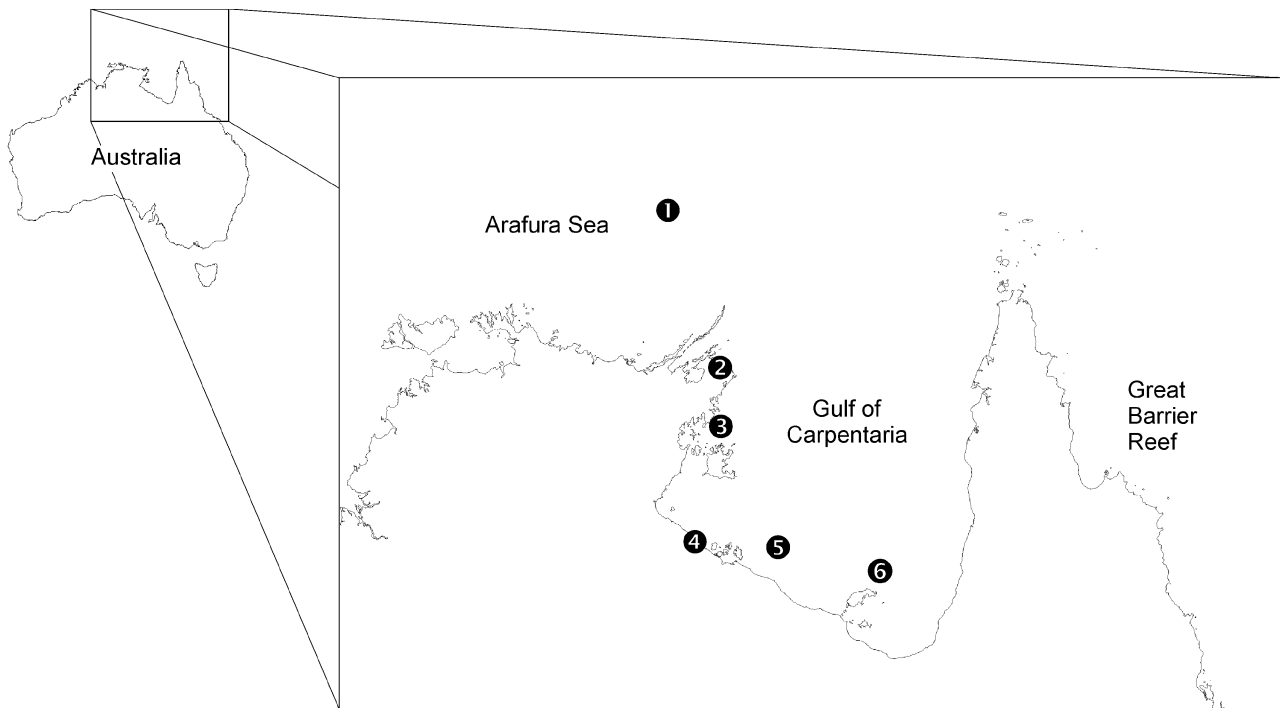 Australia
Arafura Sea
1
2
3
Gulf of
Carpentaria
Great
Barrier
Reef
4
5
6